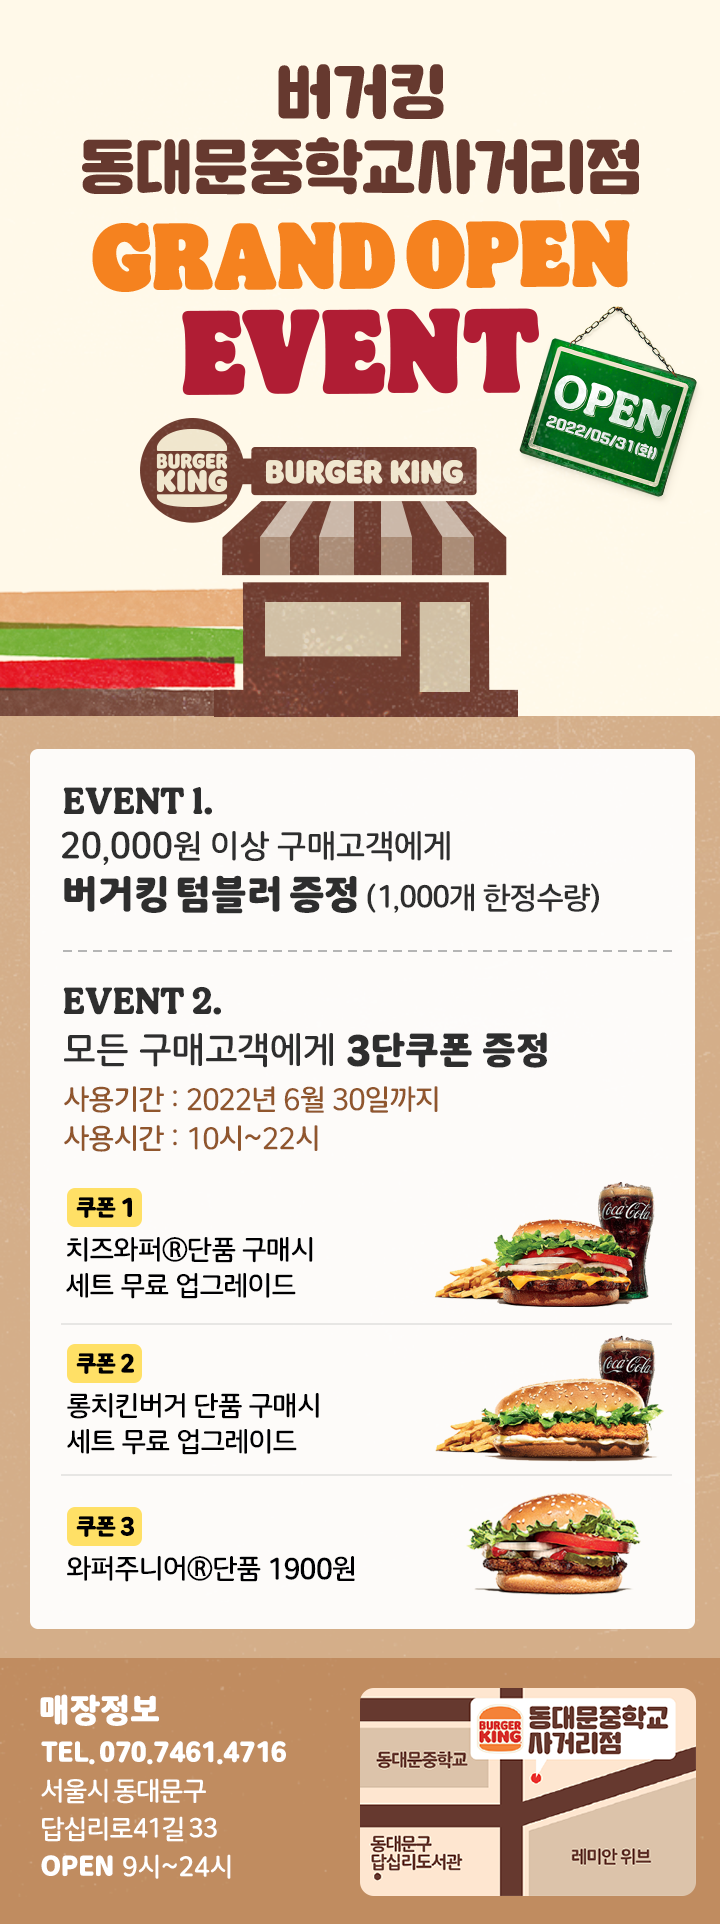 버거킹
동대문중학교사거리점
GRAND OPEN
EVENT
OPEN
2022/05/31(화)
BURGER
KING
BURGER KING
EVENT 1.
20,000원 이상 구매고객에게
버거킹 텀블러 증정 (1,000개 한정수량)
EVENT 2.
모든 구매고객에게 3단쿠폰 증정
사용기간 : 2022년 6월 30일까지
사용시간 : 10시~22시
쿠폰 1
치즈와퍼®단품 구매시
세트 무료 업그레이드
Coca-Cola
쿠폰 2
롱치킨버거 단품 구매시
세트 무료 업그레이드
Coca-Cola
쿠폰 3
와퍼주니어®단품 1900원
매장정보
TEL. 070.7461.4716
서울시 동대문구
답십리로41길 33
OPEN 9시~24시
BURGER
KING
동대문중학교
사거리점
동대문중학교
동대문구
답십리도서관
레미안 위브